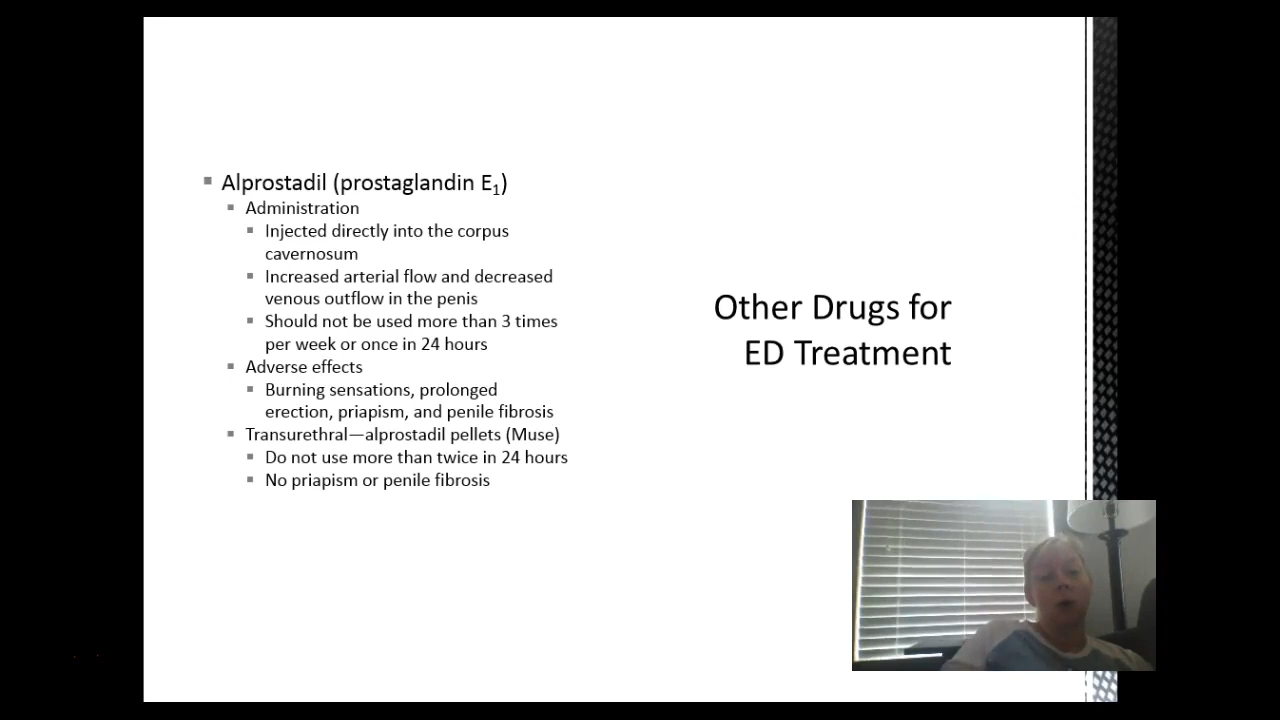 Alprostadil (prostaglandin E₁)
Administration
Injected directly into the corpus
cavernosum
Increased arterial flow and decreased
venous outflow in the penis
Should not be used more than 3 times
per week or once in 24 hours
Adverse effects
Burning sensations, prolonged
erection, priapism, and penile fibrosis
Transurethral—alprostadil pellets (Muse)
Do not use more than twice in 24 hours
No priapism or penile fibrosis
Other Drugs for
ED Treatment